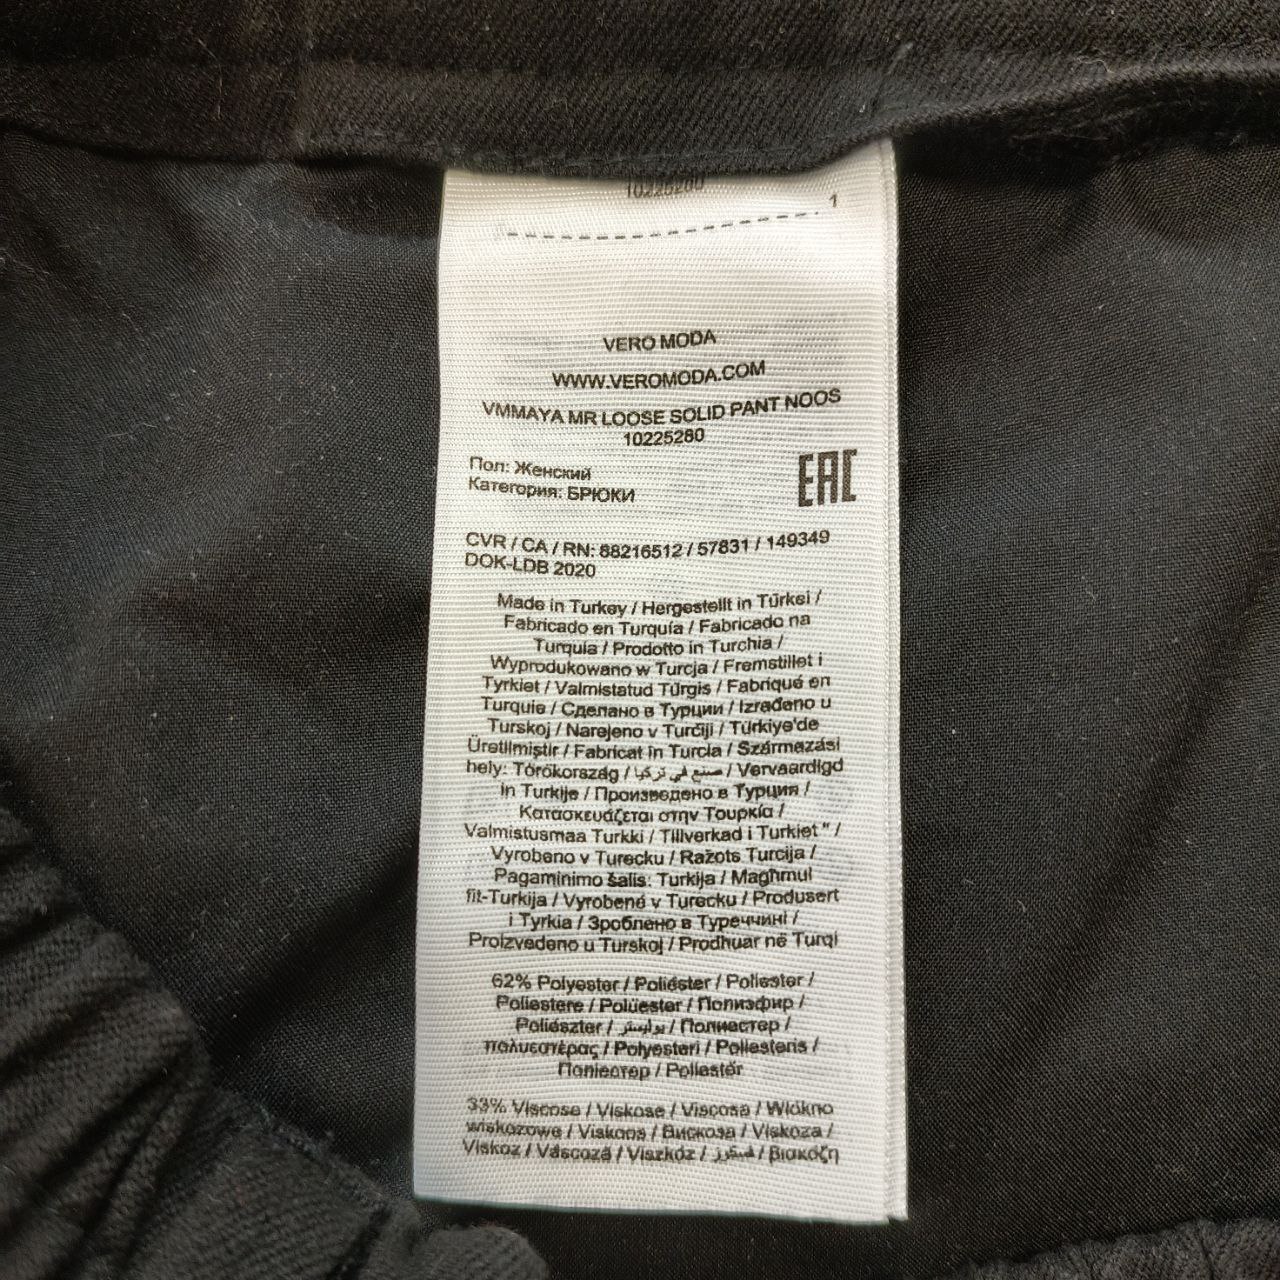 10225280
1
VERO MODA
WWW.VEROMODA.COM
VMMAYA MR LOOSE SOLID PANT NOOS
10225280
Пол: Женский
Категория: БРЮКИ
EAC
CVR / CA / RN: 88216512 / 57831 / 149349
DOK-LDB 2020
Made in Turkey / Hergestellt in Türkei /
Fabricado en Turquía / Fabricado na
Turquia / Prodotto in Turchia /
Wyprodukowano w Turcja / Fremstillet i
Tyrkiet / Valmistatud Türgis / Fabriqué en
Turquie / Сделано в Турции / Izrađeno u
Turskoj / Narejeno v Turčiji / Türkiye'de
Üretilmiştir / Fabricat în Turcia / Származási
hely: Törökország / صنع في تركيا / Vervaardigd
in Turkije / Произведено в Турция /
Κατασκευάζεται στην Τουρκία /
Valmistusmaa Turkki / Tillverkad i Turkiet " /
Vyrobeno v Turecku / Ražots Turcija /
Pagaminimo šalis: Turkija / Magħmul
fit-Turkija / Vyrobené v Turecku / Produsert
i Tyrkia / Зроблено в Туреччині /
Proizvedeno u Turskoj / Prodhuar në Turqi
62% Polyester / Poliéster / Poliester /
Poliestere / Polüester / Полиэфир /
Poliészter / بوليستر / Полиестер /
πολυεστέρας / Polyesteri / Poliesteris /
Поліестер / Poliestër
33% Viscose / Viskose / Viscosa / Włókno
wiskozowe / Viskoos / Вискоза / Viskoza /
Viskoz / Vâscoză / Viszkóz / فيسكوز / βισκόζη